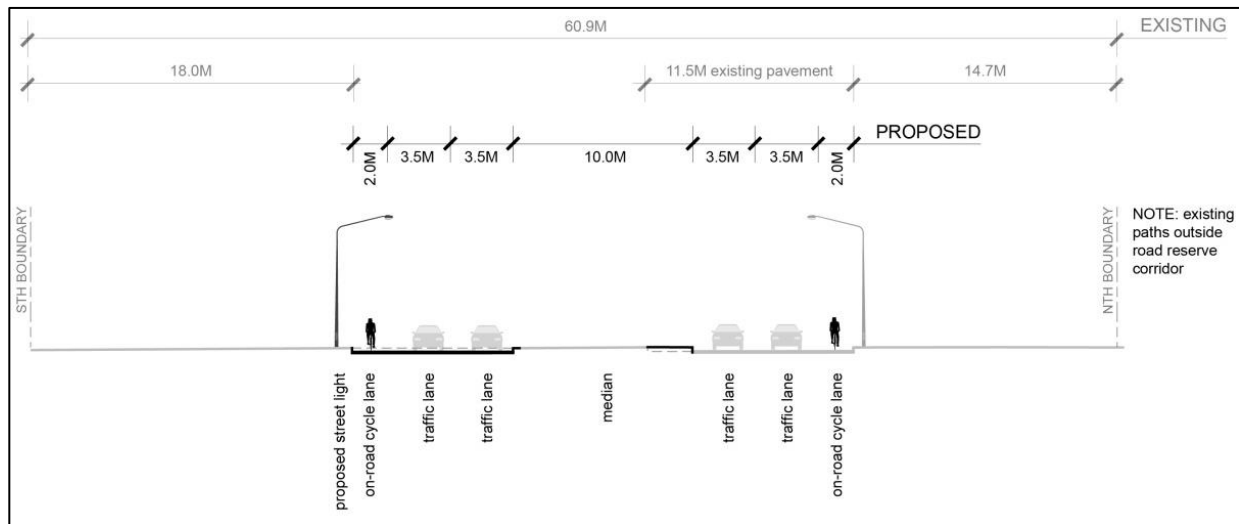 60.9M
EXISTING
18.0M
11.5M existing pavement
14.7M
PROPOSED
2.0M
3.5M
3.5M
10.0M
3.5M
3.5M
2.0M
STH BOUNDARY
NTH BOUNDARY
NOTE: existing
paths outside
road reserve
corridor
proposed street light
on-road cycle lane
traffic lane
traffic lane
median
traffic lane
traffic lane
on-road cycle lane